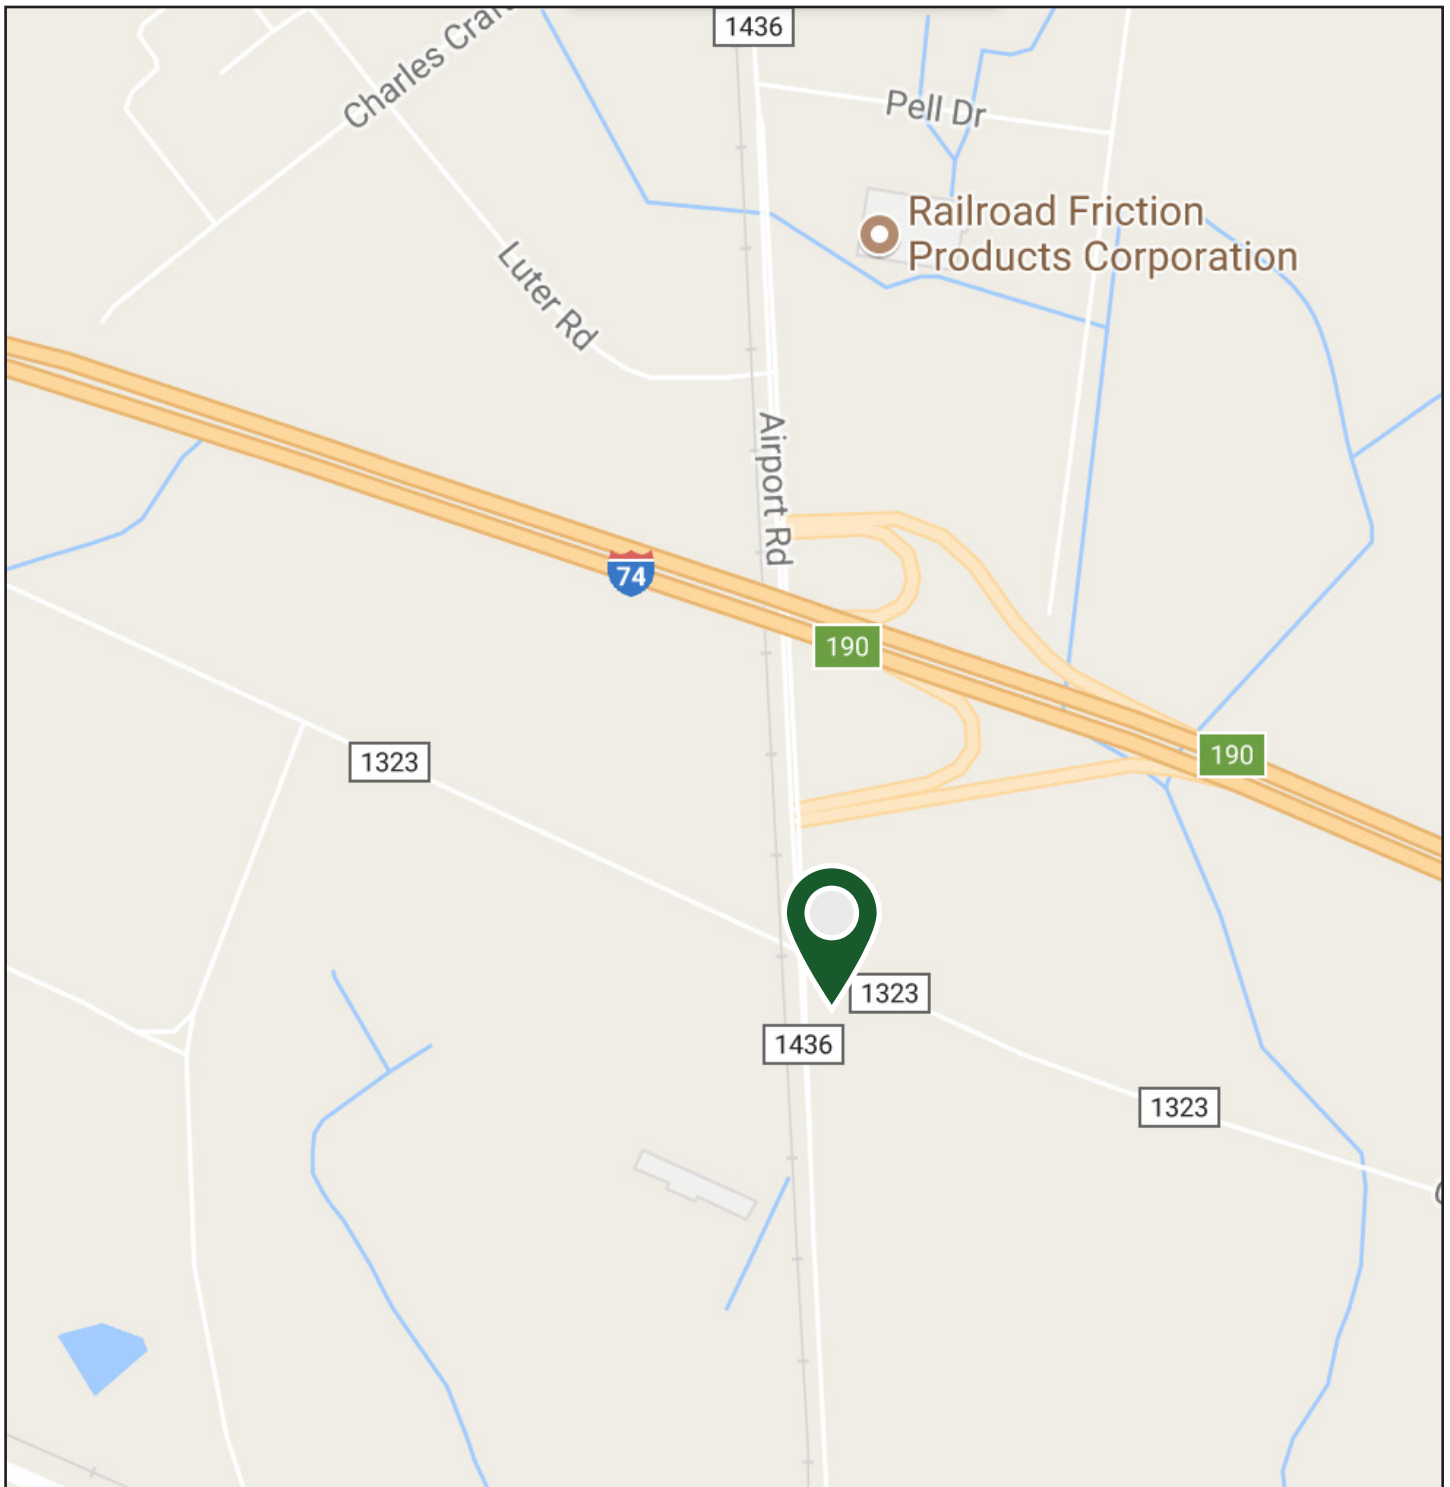 1436
Charles Craft
Pell Dr
Railroad Friction
Products Corporation
Luter Rd
Airport Rd
74
190
190
1323
1323
1436
1323